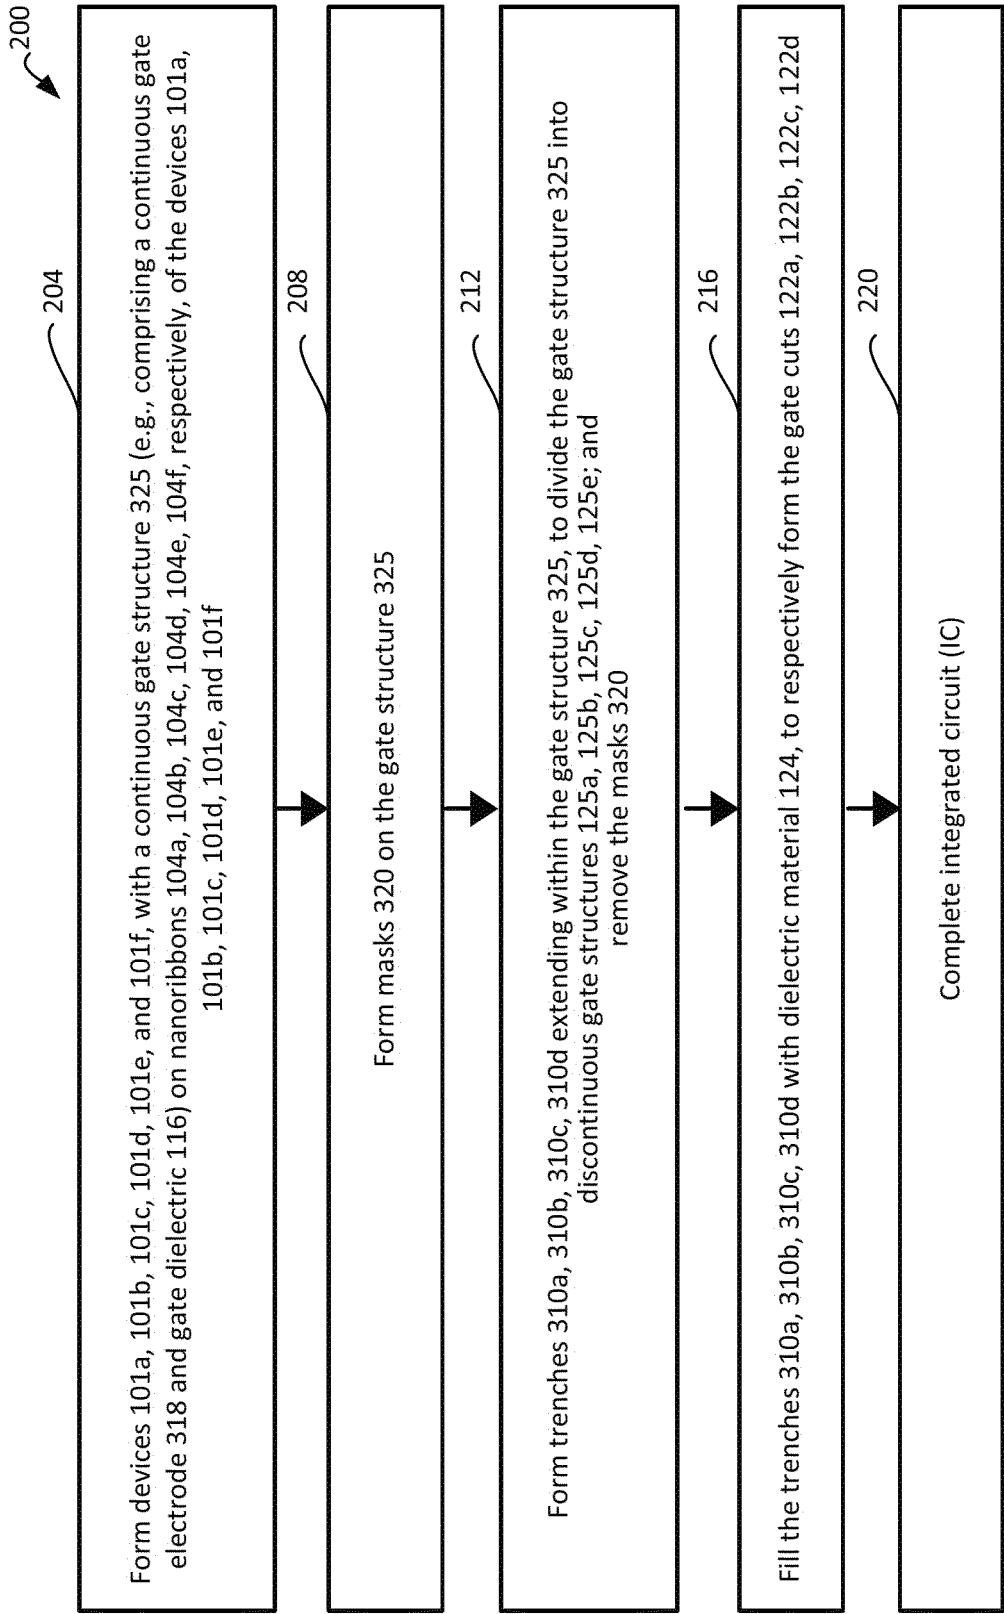 200
204
Form devices 101a, 101b, 101c, 101d, 101e, and 101f, with a continuous gate structure 325 (e.g., comprising a continuous gate
electrode 318 and gate dielectric 116) on nanoribbons 104a, 104b, 104c, 104d, 104e, 104f, respectively, of the devices 101a,
101b, 101c, 101d, 101e, and 101f
208
Form masks 320 on the gate structure 325
212
Form trenches 310a, 310b, 310c, 310d extending within the gate structure 325, to divide the gate structure 325 into
discontinuous gate structures 125a, 125b, 125c, 125d, 125e; and
remove the masks 320
216
Fill the trenches 310a, 310b, 310c, 310d with dielectric material 124, to respectively form the gate cuts 122a, 122b, 122c, 122d
220
Complete integrated circuit (IC)